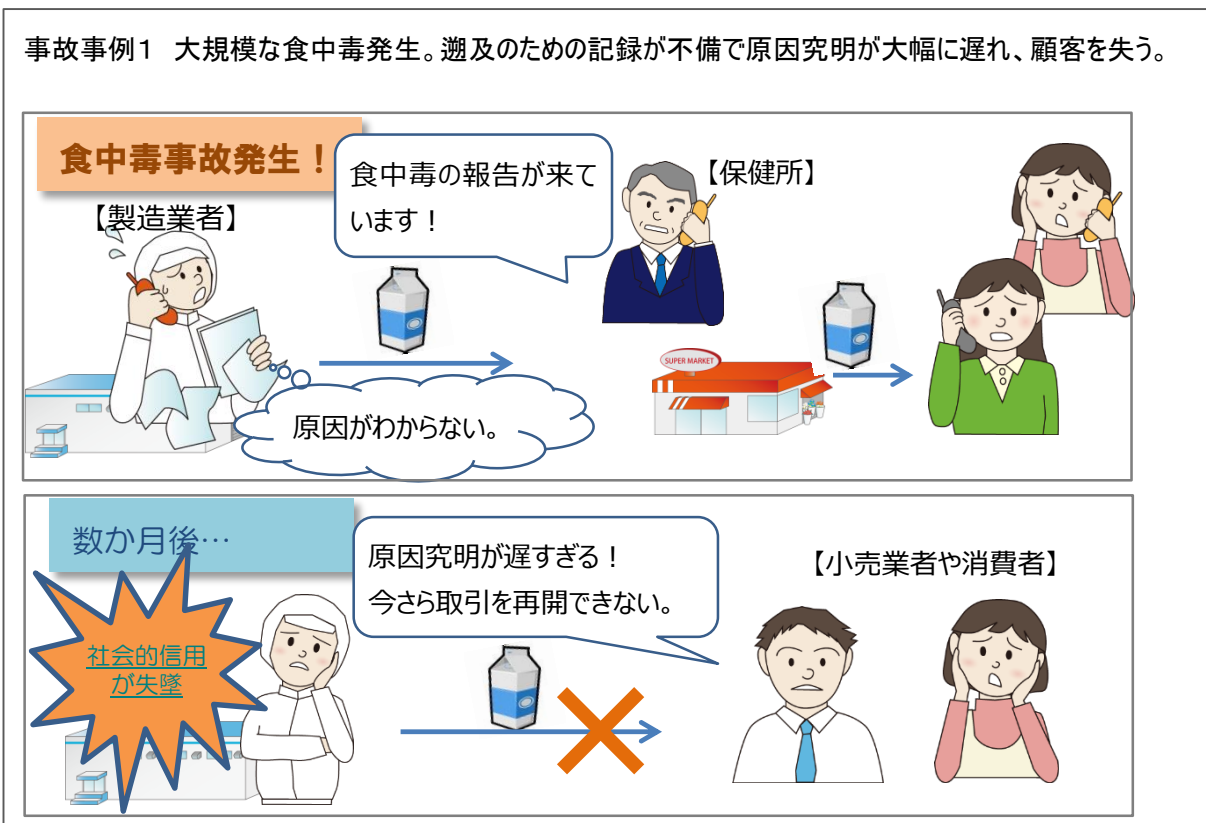 事故事例1 大規模な食中毒発生。遡及のための記録が不備で原因究明が大幅に遅れ、顧客を失う。
食中毒事故発生！
食中毒の報告が来て
います！
【保健所】
【製造業者】
SUPER MARKET
原因がわからない。
数か月後…
原因究明が遅すぎる！
今さら取引を再開できない。
【小売業者や消費者】
社会的信用
が失墜